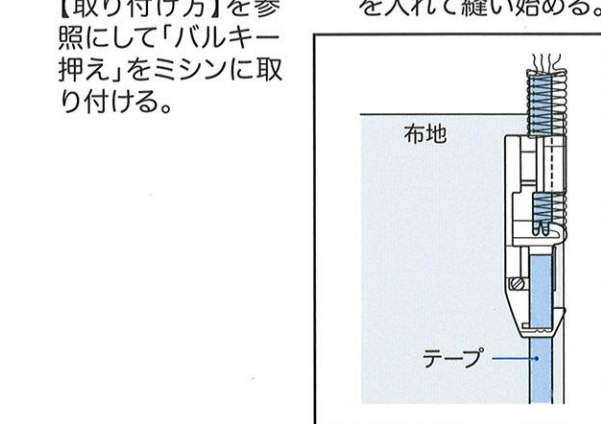 【取り付け方】を参
照にして「バルキー
押え」をミシンに取
り付ける。
を入れて縫い始める。
布地
テープ